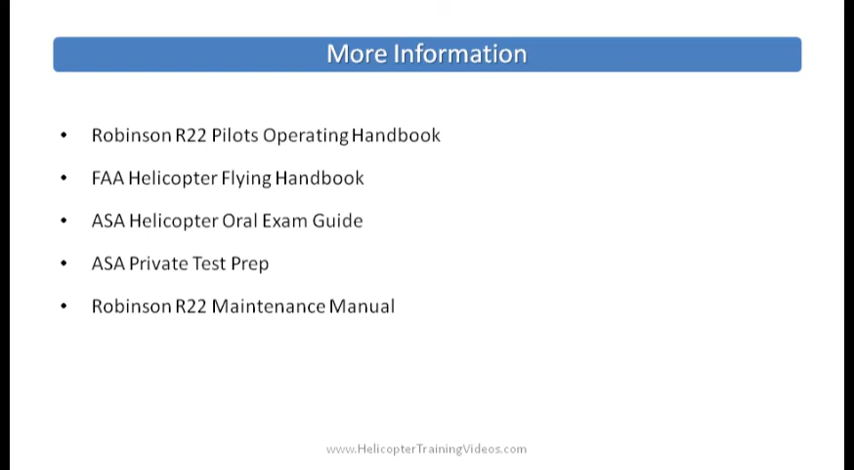 More Information
• Robinson R22 Pilots Operating Handbook
• FAA Helicopter Flying Handbook
• ASA Helicopter Oral Exam Guide
• ASA Private Test Prep
• Robinson R22 Maintenance Manual
www.HelicopterTrainingVideos.com